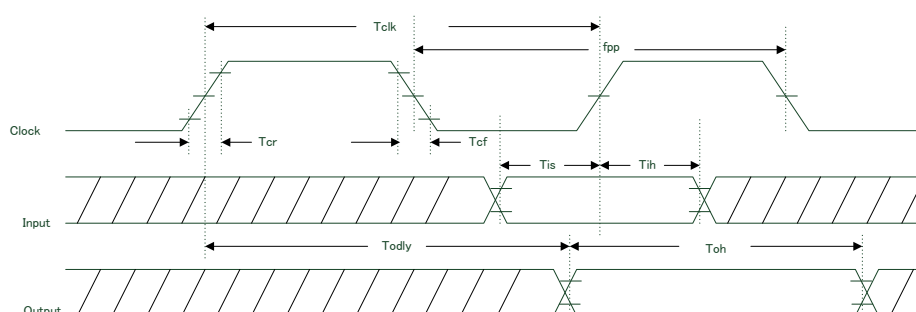 Tclk
fpp
Clock
Tcr
Tcf
Tis
Tih
Input
Todly
Toh
Output